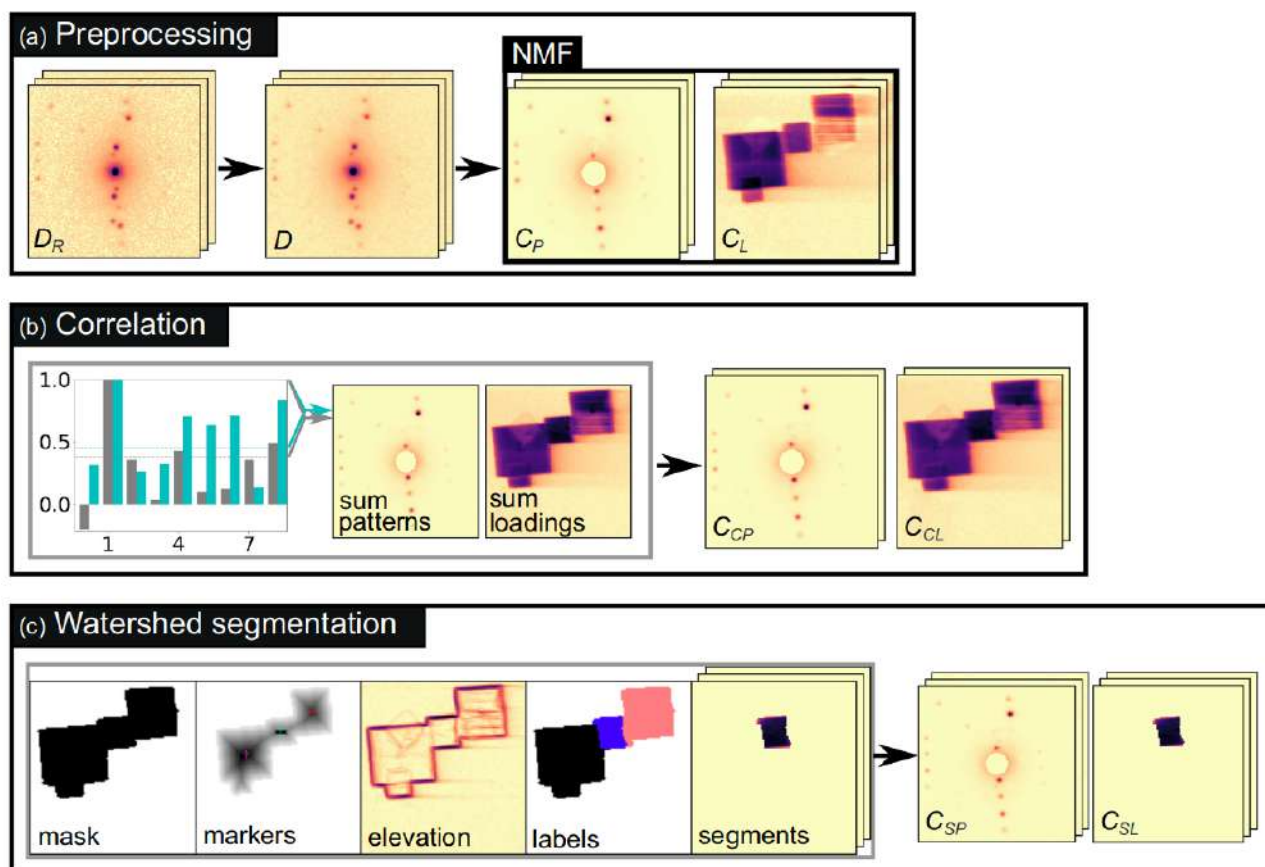 (a) Preprocessing
NMF
D_R
D
C_P
C_L
(b) Correlation
1.0
0.5
0.0
1 4 7
sum patterns
sum loadings
C_CP
C_CL
(c) Watershed segmentation
mask
markers
elevation
labels
segments
C_SP
C_SL